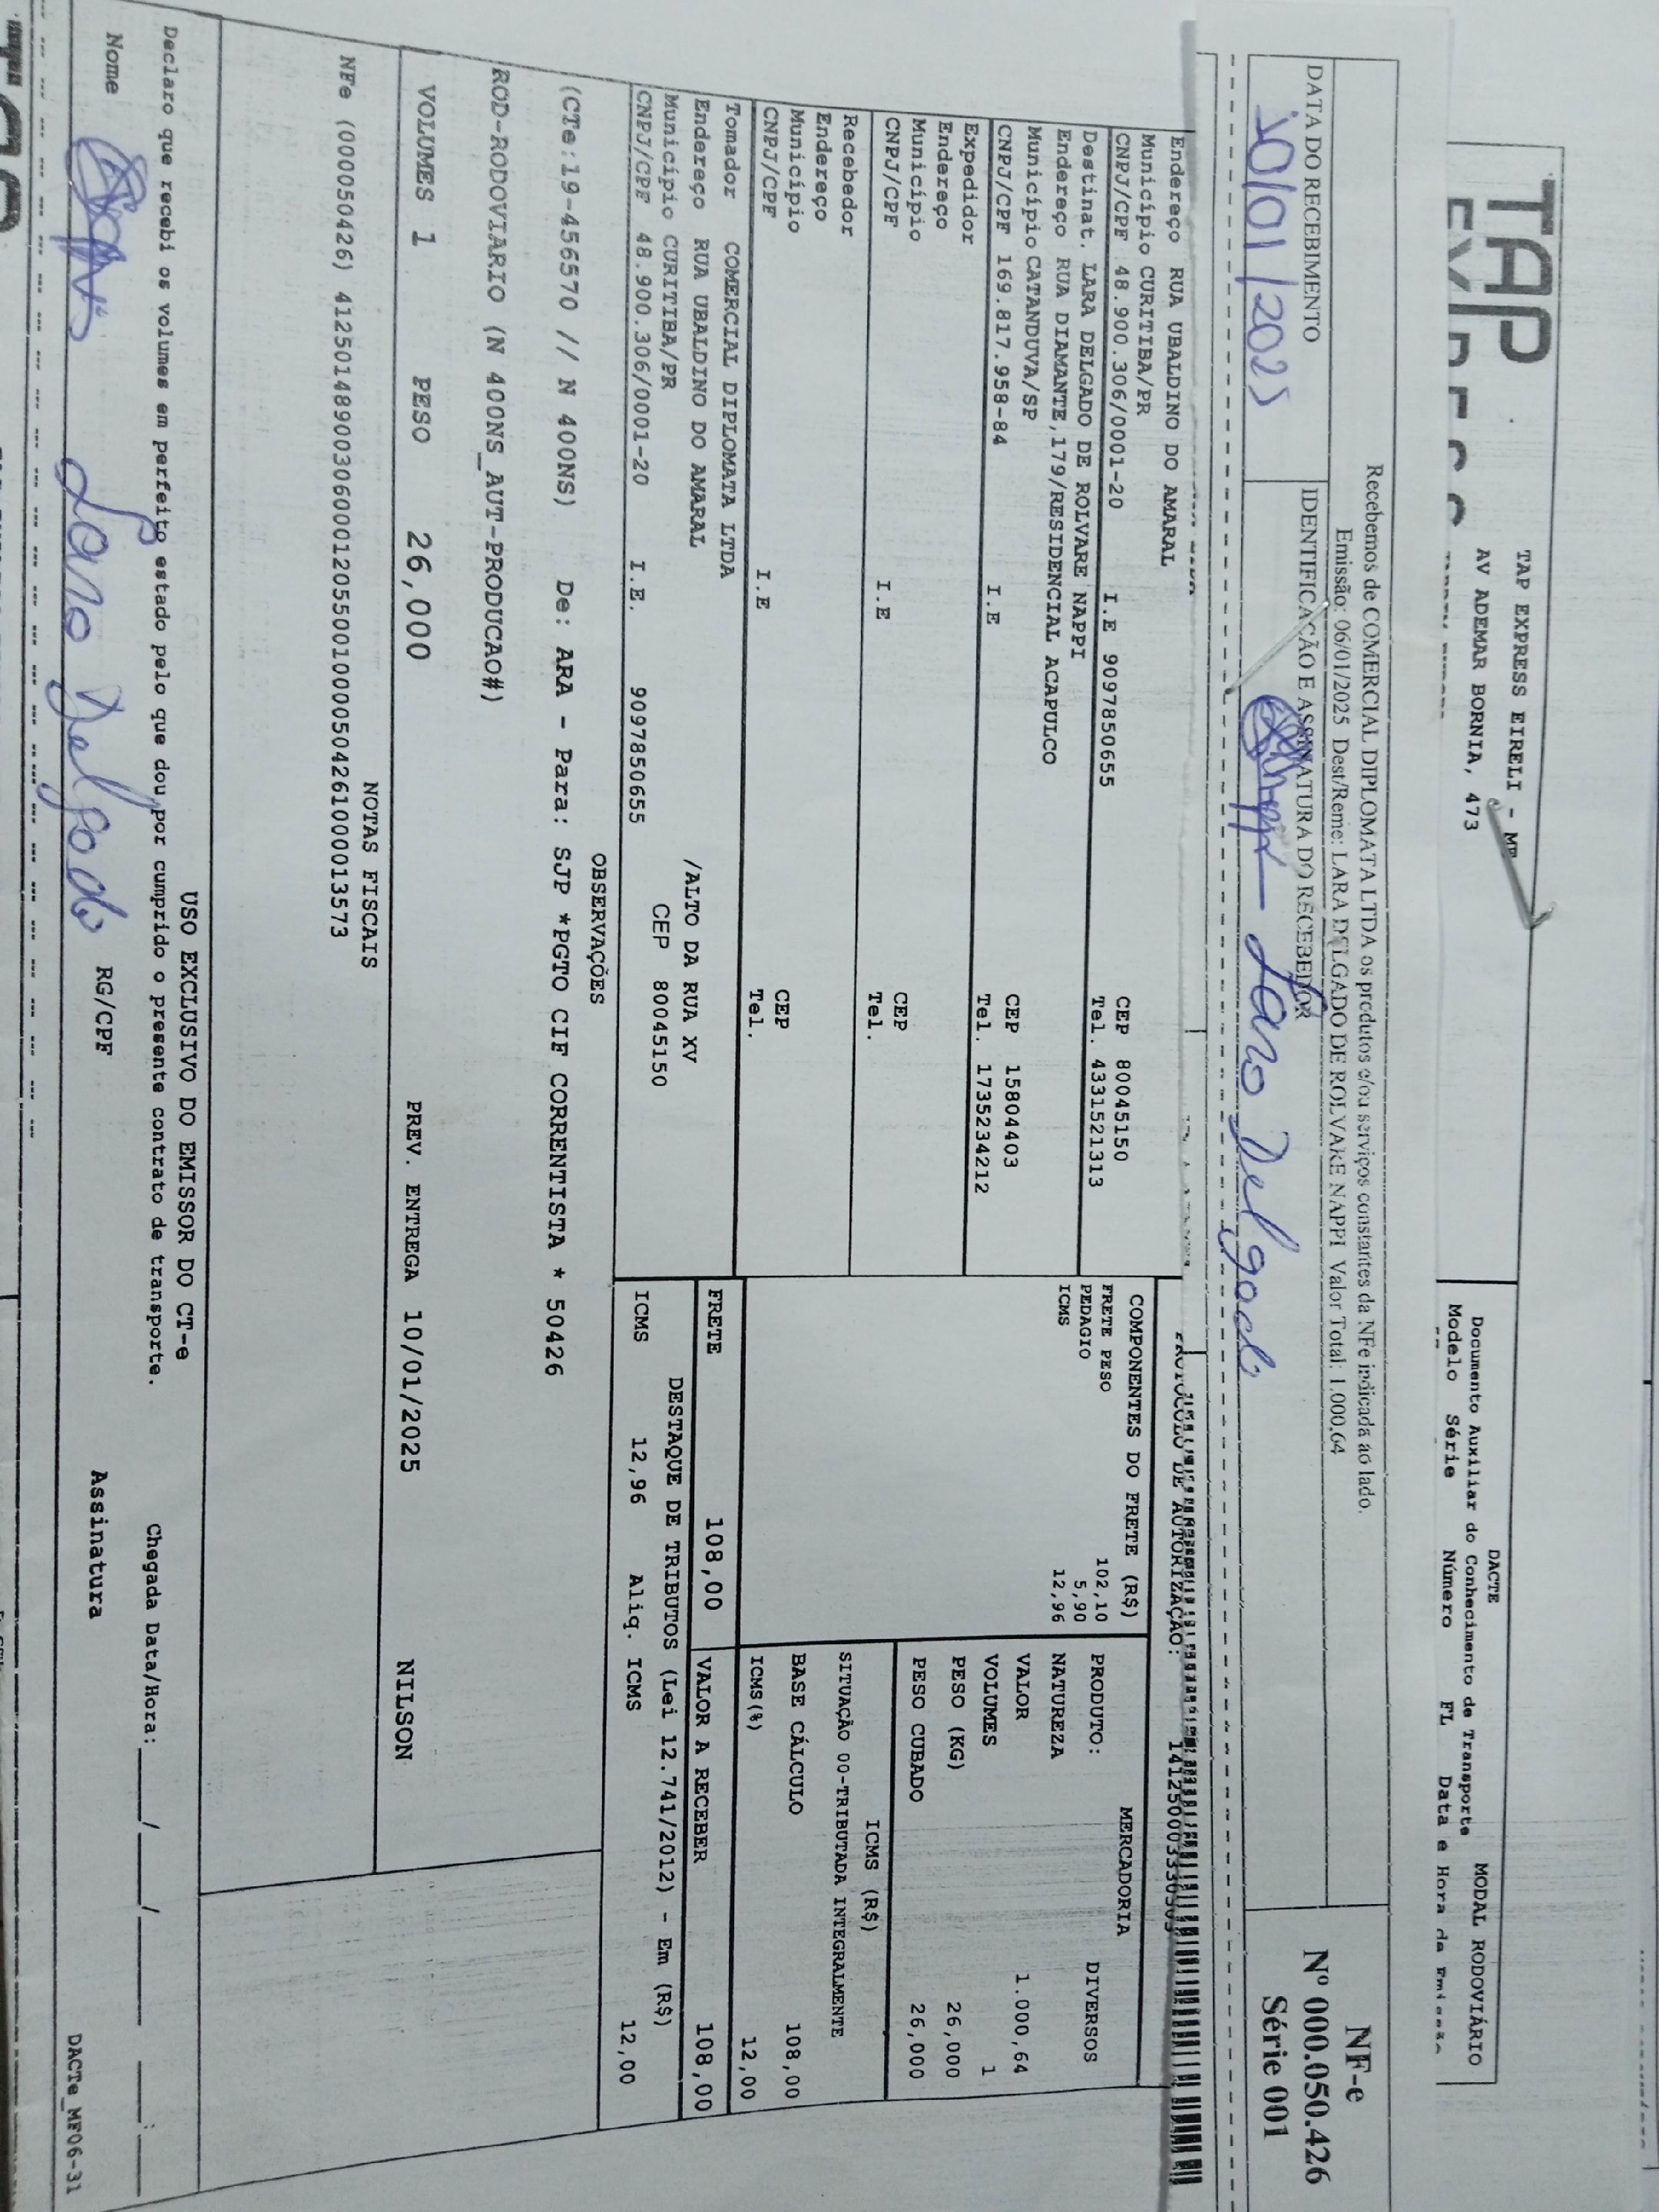 TAP
TAP EXPRESS EIRELI - ME
AV ADEMAR BORNIA, 473
DACTE
Documento Auxiliar do Conhecimento de Transporte
MODAL RODOVIÁRIO
Modelo Série Número FL Data e Hora de Emissão
Recebemos de COMERCIAL DIPLOMATA LTDA os produtos e/ou serviços constantes da NFe indicada ao lado.
Emissão: 06/01/2025 Dest/Reme: LARA DELGADO DE ROLVARE NAPPI Valor Total: 1.000,64
DATA DO RECEBIMENTO
10/01/2025
IDENTIFICAÇÃO E ASSINATURA DO RECEBEDOR
Lara Delgado
NF-e
Nº 000.050.426
Série 001
PROTOCOLO DE AUTORIZAÇÃO:
Endereço RUA UBALDINO DO AMARAL
Município CURITIBA/PR CEP 80045150
CNPJ/CPF 48.900.306/0001-20 I.E 9097850655 Tel. 4331521313
Destinat. LARA DELGADO DE ROLVARE NAPPI
Endereço RUA DIAMANTE,179/RESIDENCIAL ACAPULCO
Município CATANDUVA/SP CEP 15804403
CNPJ/CPF 169.817.958-84 I.E Tel. 1735234212
Expedidor
Endereço
Município CEP
CNPJ/CPF I.E Tel.
Recebedor
Endereço
Município CEP
CNPJ/CPF I.E Tel.
Tomador COMERCIAL DIPLOMATA LTDA
Endereço RUA UBALDINO DO AMARAL /ALTO DA RUA XV
Município CURITIBA/PR CEP 80045150
CNPJ/CPF 48.900.306/0001-20 I.E. 9097850655
COMPONENTES DO FRETE (R$)
FRETE PESO 102,10
PEDAGIO 5,90
ICMS 12,96
MERCADORIA
PRODUTO: DIVERSOS
NATUREZA
VALOR 1.000,64
VOLUMES 1
PESO (KG) 26,000
PESO CUBADO 26,000
ICMS (R$)
SITUAÇÃO 00-TRIBUTADA INTEGRALMENTE
BASE CÁLCULO 108,00
ICMS(%) 12,00
FRETE 108,00
VALOR A RECEBER 108,00
DESTAQUE DE TRIBUTOS (Lei 12.741/2012) - Em (R$)
ICMS 12,96 Aliq. ICMS 12,00
OBSERVAÇÕES
(CTe:19-456570 // N 400NS) De: ARA - Para: SJP *PGTO CIF CORRENTISTA * 50426
ROD-RODOVIARIO (N 400NS_AUT-PRODUCAO#)
VOLUMES 1 PESO 26,000 PREV. ENTREGA 10/01/2025 NILSON
NOTAS FISCAIS
NFe (000050426) 41250148900306000120550010000504261000013573
USO EXCLUSIVO DO EMISSOR DO CT-e
Declaro que recebi os volumes em perfeito estado pelo que dou por cumprido o presente contrato de transporte.
Chegada Data/Hora: / / :
Nome Lara Delgado RG/CPF Assinatura
DACTe_MF06-31